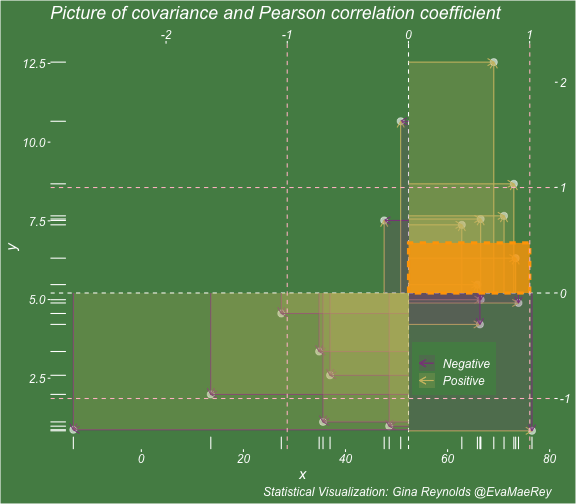 Picture of covariance and Pearson correlation coefficient
-2 -1 0 1
12.5
2
10.0
1
7.5
y
5.0
0
Negative
2.5
Positive
-1
0 20 40 60 80
x
Statistical Visualization: Gina Reynolds @EvaMaeRey